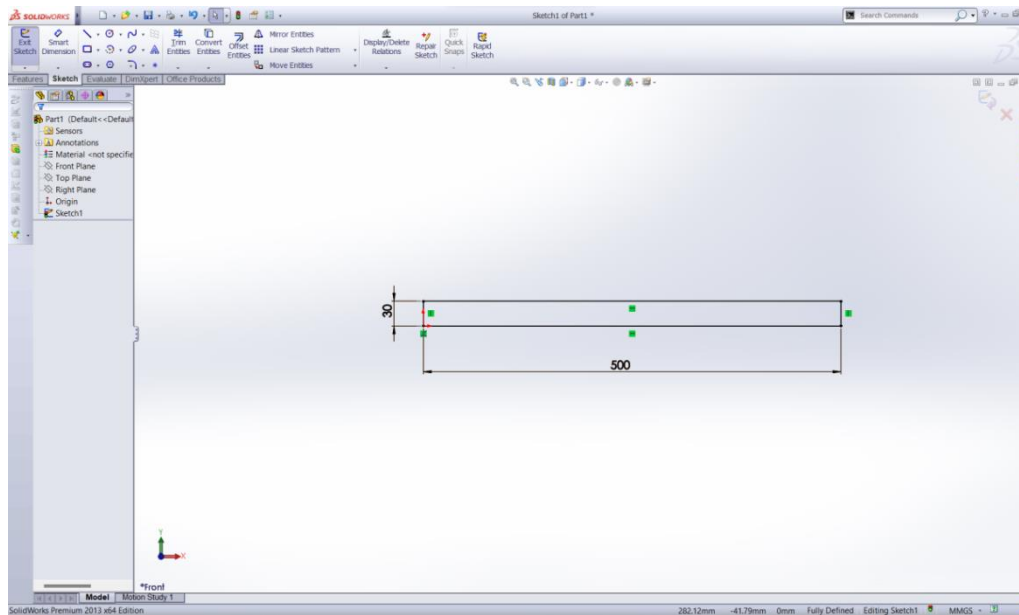 SOLIDWORKS
Sketch1 of Part1 *
Search Commands
Exit Sketch
Smart Dimension
Trim Entities
Convert Entities
Offset Entities
Mirror Entities
Linear Sketch Pattern
Move Entities
Display/Delete Relations
Repair Sketch
Quick Snaps
Rapid Sketch
Features Sketch Evaluate DimXpert Office Products
Part1 (Default<<Default
Sensors
Annotations
Material <not specifie
Front Plane
Top Plane
Right Plane
Origin
Sketch1
30
500
Y
X
*Front
Model Motion Study 1
SolidWorks Premium 2013 x64 Edition
282.12mm -41.79mm 0mm Fully Defined Editing Sketch1 MMGS